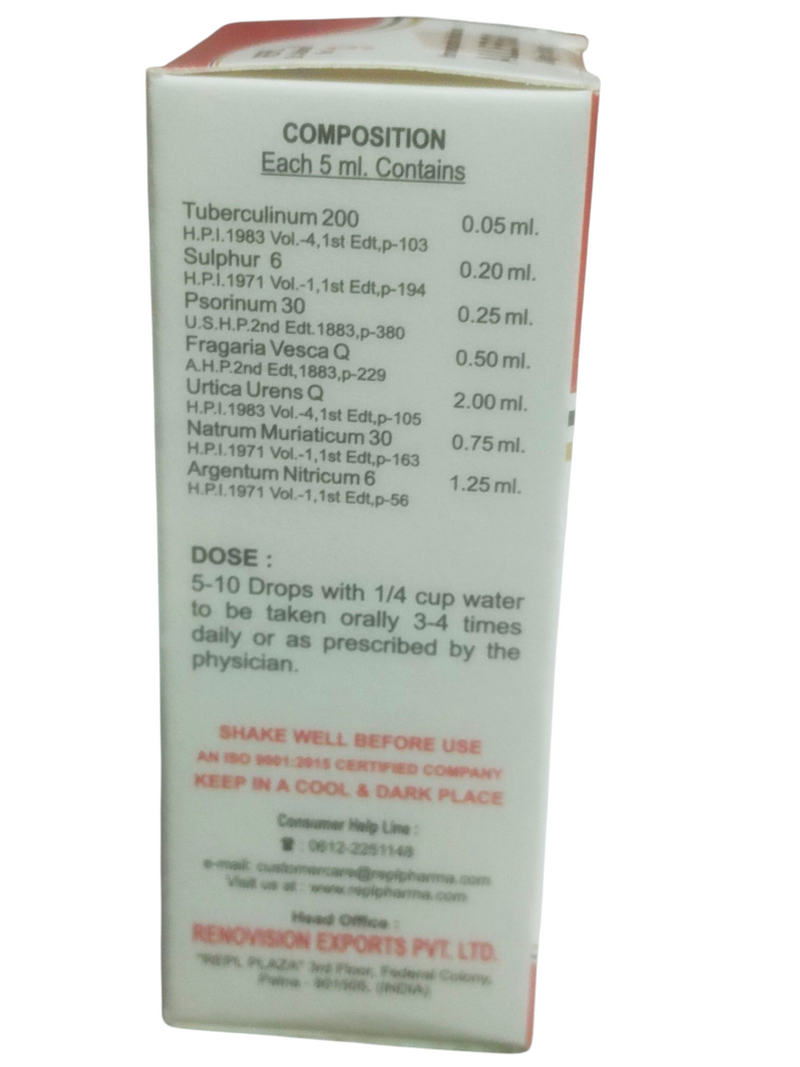 COMPOSITION
Each 5 ml. Contains
Tuberculinum 200 0.05 ml.
H.P.I.1983 Vol.-4,1st Edt,p-103
Sulphur 6 0.20 ml.
H.P.I.1971 Vol.-1,1st Edt,p-194
Psorinum 30 0.25 ml.
U.S.H.P.2nd Edt.1883,p-380
Fragaria Vesca Q 0.50 ml.
A.H.P.2nd Edt,1883,p-229
Urtica Urens Q 2.00 ml.
H.P.I.1983 Vol.-4,1st Edt,p-105
Natrum Muriaticum 30 0.75 ml.
H.P.I.1971 Vol.-1,1st Edt,p-163
Argentum Nitricum 6 1.25 ml.
H.P.I.1971 Vol.-1,1st Edt,p-56
DOSE :
5-10 Drops with 1/4 cup water
to be taken orally 3-4 times
daily or as prescribed by the
physician.
SHAKE WELL BEFORE USE
AN ISO 9001:2015 CERTIFIED COMPANY
KEEP IN A COOL & DARK PLACE
Consumer Help Line :
☎ : 0612-2251148
e-mail: customercare@replpharma.com
Visit us at : www.replpharma.com
Head Office :
RENOVISION EXPORTS PVT. LTD.
"REPL PLAZA" 3rd Floor, Federal Colony,
Patna - (INDIA)